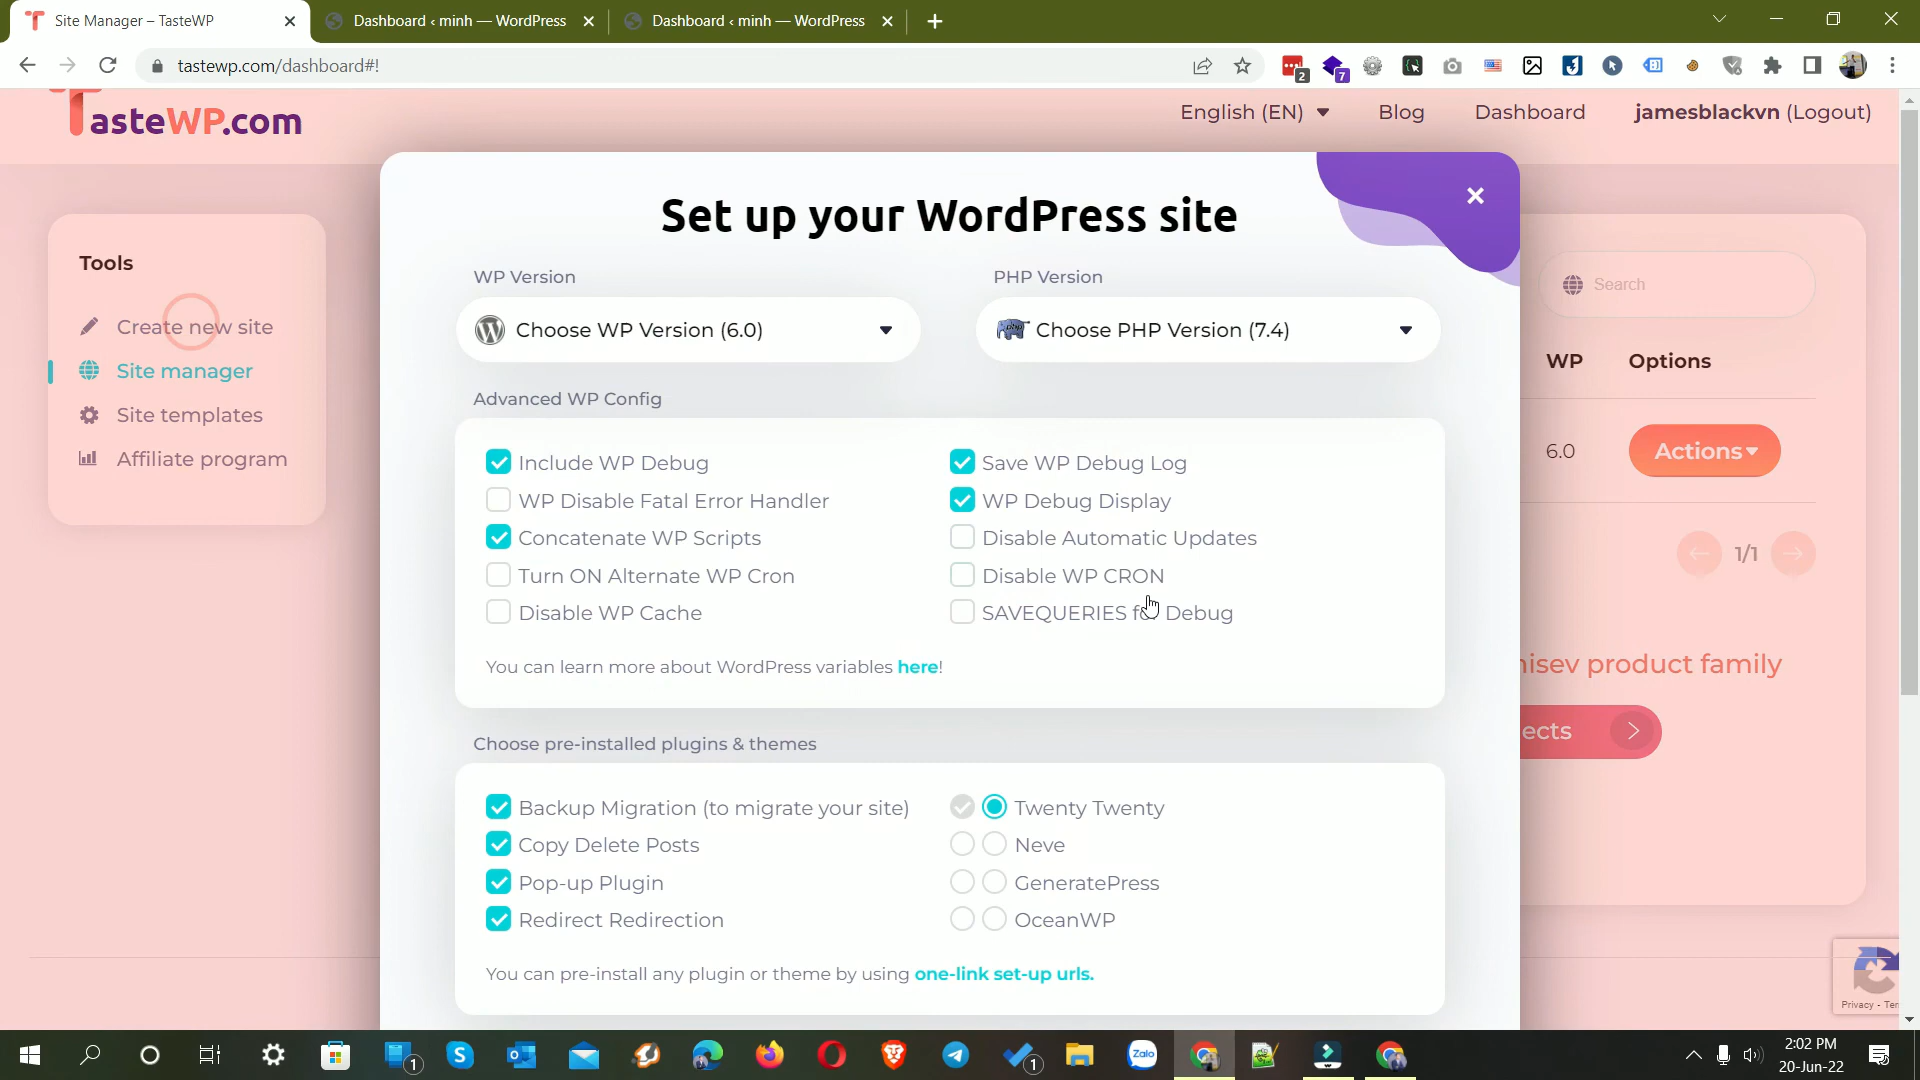 Site Manager – TasteWP
Dashboard ‹ minh — WordPress
Dashboard ‹ minh — WordPress
tastewp.com/dashboard#!
2
7
TasteWP.com
English (EN)
Blog
Dashboard
jamesblackvn (Logout)
Set up your WordPress site
Tools
Create new site
Site manager
Site templates
Affiliate program
WP Version
PHP Version
Choose WP Version (6.0)
Choose PHP Version (7.4)
Search
WP
Options
6.0
Actions
1/1
Advanced WP Config
Include WP Debug
Save WP Debug Log
WP Disable Fatal Error Handler
WP Debug Display
Concatenate WP Scripts
Disable Automatic Updates
Turn ON Alternate WP Cron
Disable WP CRON
Disable WP Cache
SAVEQUERIES for Debug
You can learn more about WordPress variables here!
nisev product family
ects
Choose pre-installed plugins & themes
Backup Migration (to migrate your site)
Twenty Twenty
Copy Delete Posts
Neve
Pop-up Plugin
GeneratePress
Redirect Redirection
OceanWP
You can pre-install any plugin or theme by using one-link set-up urls.
Privacy - Ter
1
Zalo
1
2:02 PM
20-Jun-22